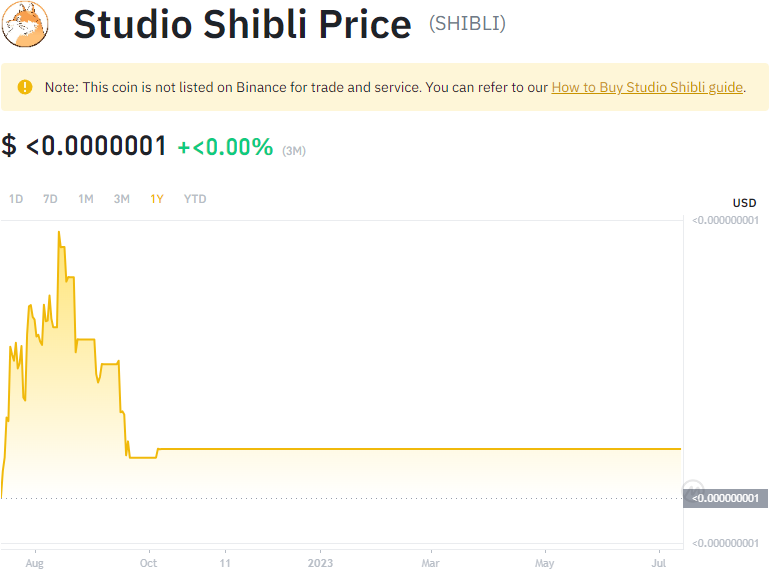 Studio Shibli Price (SHIBLI)
Note: This coin is not listed on Binance for trade and service. You can refer to our How to Buy Studio Shibli guide.
$ <0.0000001 +<0.00% (3M)
1D 7D 1M 3M 1Y YTD
USD
<0.000000001
<0.000000001
<0.000000001
Aug Oct 11 2023 Mar May Jul